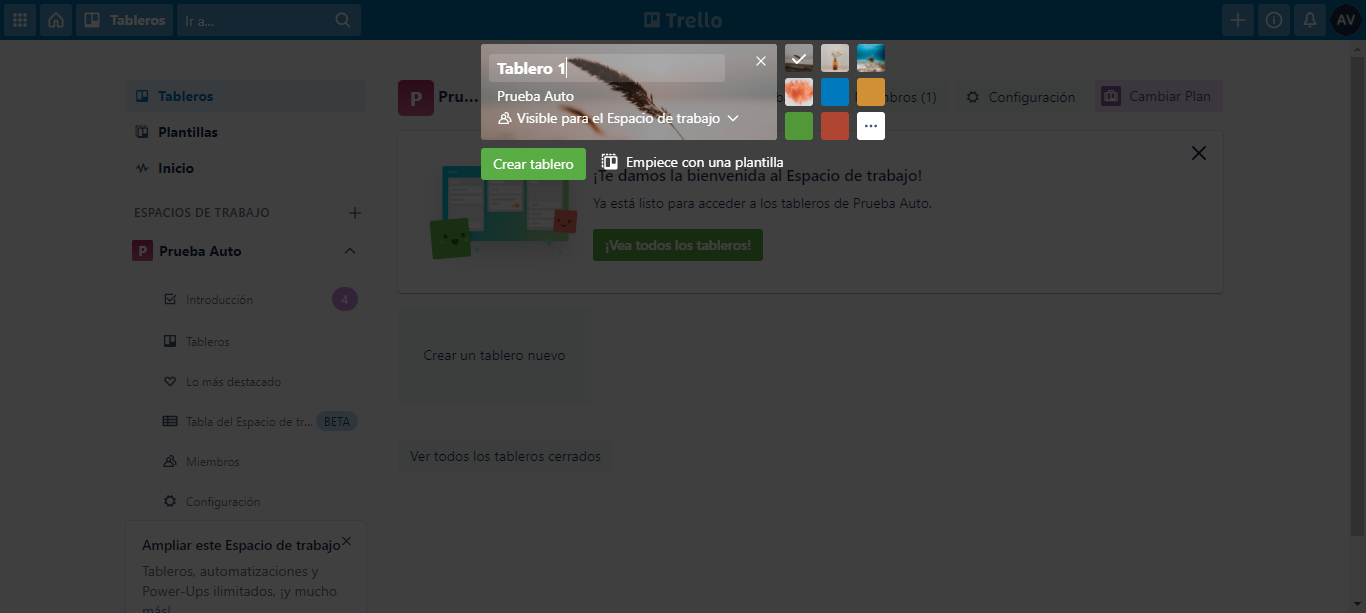 Tableros
Ir a...
Trello
AV
Tablero 1
Prueba Auto
Visible para el Espacio de trabajo
Crear tablero
Empiece con una plantilla
Tableros
Plantillas
Inicio
ESPACIOS DE TRABAJO
P Prueba Auto
Introducción 4
Tableros
Lo más destacado
Tabla del Espacio de tr... BETA
Miembros
Configuración
Ampliar este Espacio de trabajo
Tableros, automatizaciones y
Power-Ups ilimitados, ¡y mucho
más!
P Pru...
(1)
Configuración
Cambiar Plan
¡Te damos la bienvenida al Espacio de trabajo!
Ya está listo para acceder a los tableros de Prueba Auto.
¡Vea todos los tableros!
Crear un tablero nuevo
Ver todos los tableros cerrados